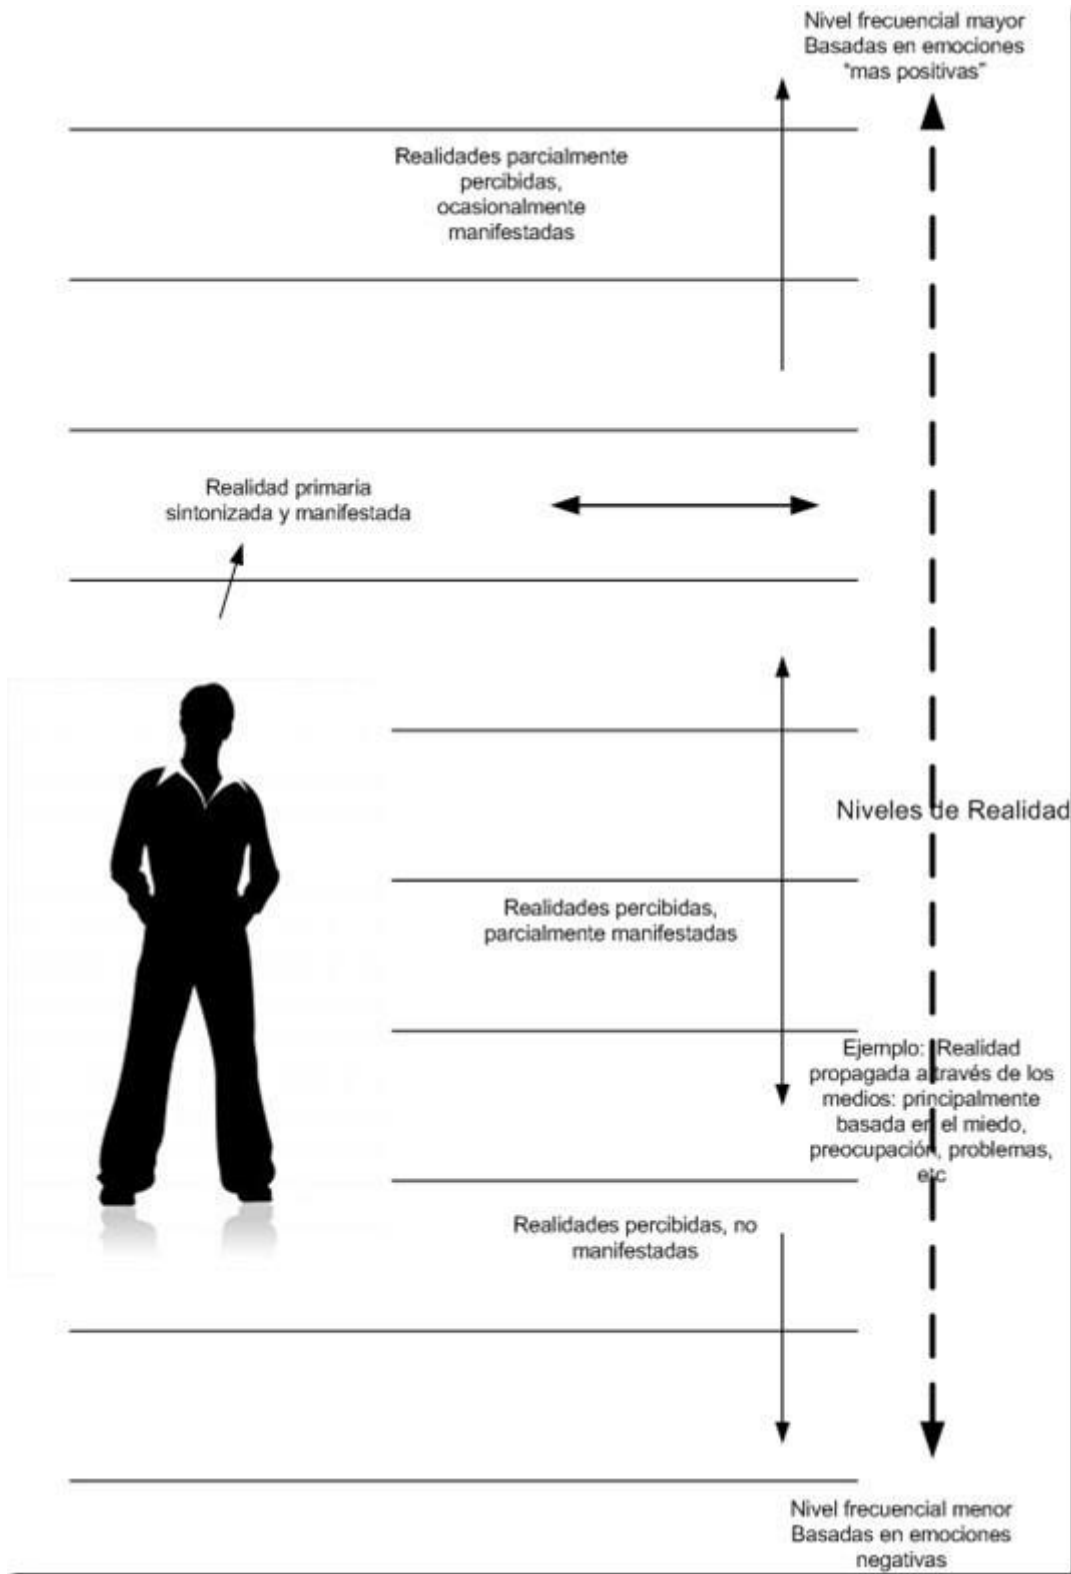 Nivel frecuencial mayor
Basadas en emociones
"mas positivas"
Realidades parcialmente
percibidas,
ocasionalmente
manifestadas
Realidad primaria
sintonizada y manifestada
Niveles de Realidad
Realidades percibidas,
parcialmente manifestadas
Ejemplo: Realidad
propagada a través de los
medios: principalmente
basada en el miedo,
preocupación, problemas,
etc
Realidades percibidas, no
manifestadas
Nivel frecuencial menor
Basadas en emociones
negativas